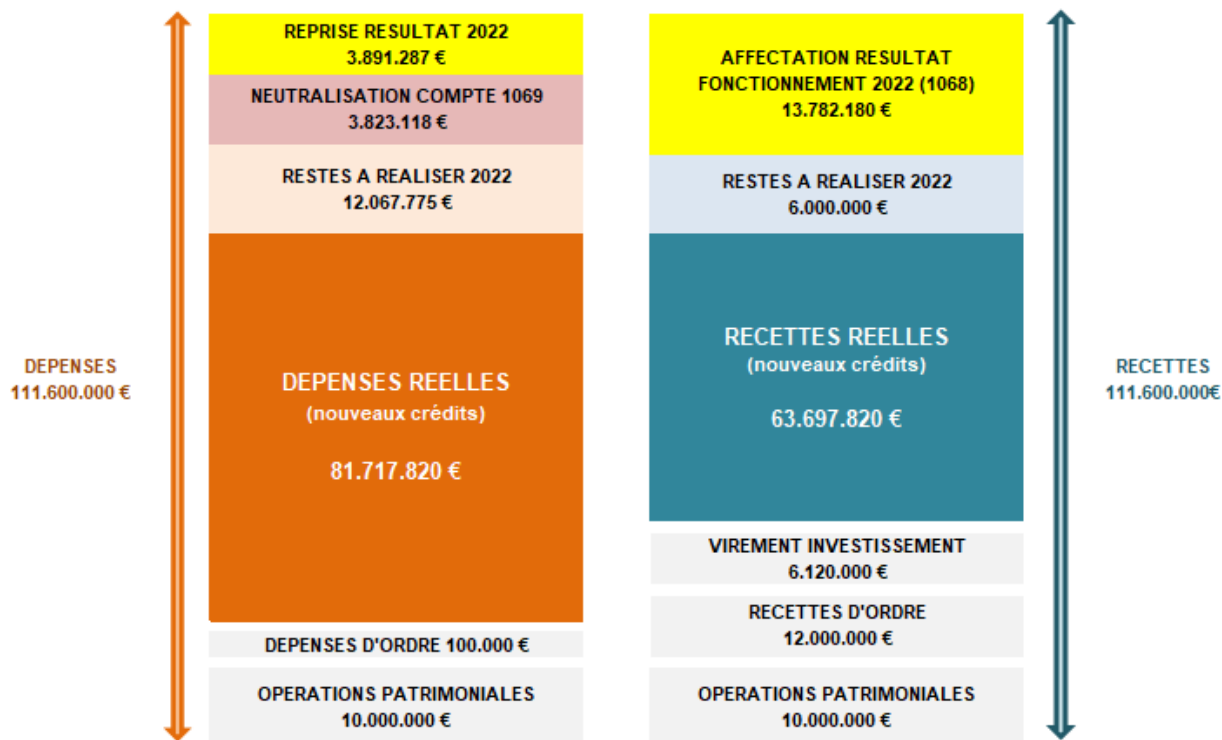 REPRISE RESULTAT 2022
3.891.287 €
NEUTRALISATION COMPTE 1069
3.823.118 €
RESTES A REALISER 2022
12.067.775 €
DEPENSES REELLES
(nouveaux crédits)
81.717.820 €
DEPENSES D'ORDRE 100.000 €
OPERATIONS PATRIMONIALES
10.000.000 €
DEPENSES
111.600.000 €
AFFECTATION RESULTAT
FONCTIONNEMENT 2022 (1068)
13.782.180 €
RESTES A REALISER 2022
6.000.000 €
RECETTES REELLES
(nouveaux crédits)
63.697.820 €
VIREMENT INVESTISSEMENT
6.120.000 €
RECETTES D'ORDRE
12.000.000 €
OPERATIONS PATRIMONIALES
10.000.000 €
RECETTES
111.600.000€